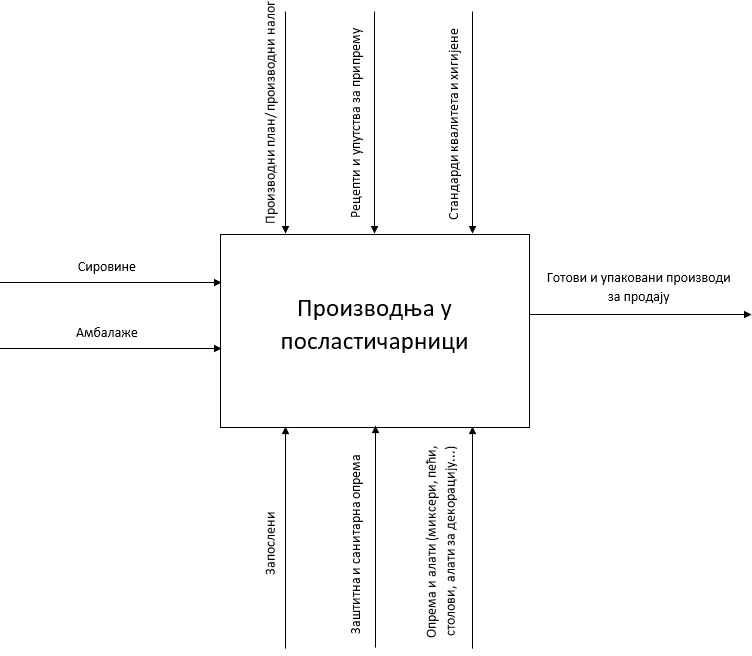 Производни план/ производни налог
Рецепти и упутства за припрему
Стандарди квалитета и хигијене
Сировине
Амбалаже
Производња у
посластичарници
Готови и упаковани производи
за продају
Запослени
Заштитна и санитарна опрема
Опрема и алати (миксери, пећи,
столови, алати за декорацију...)